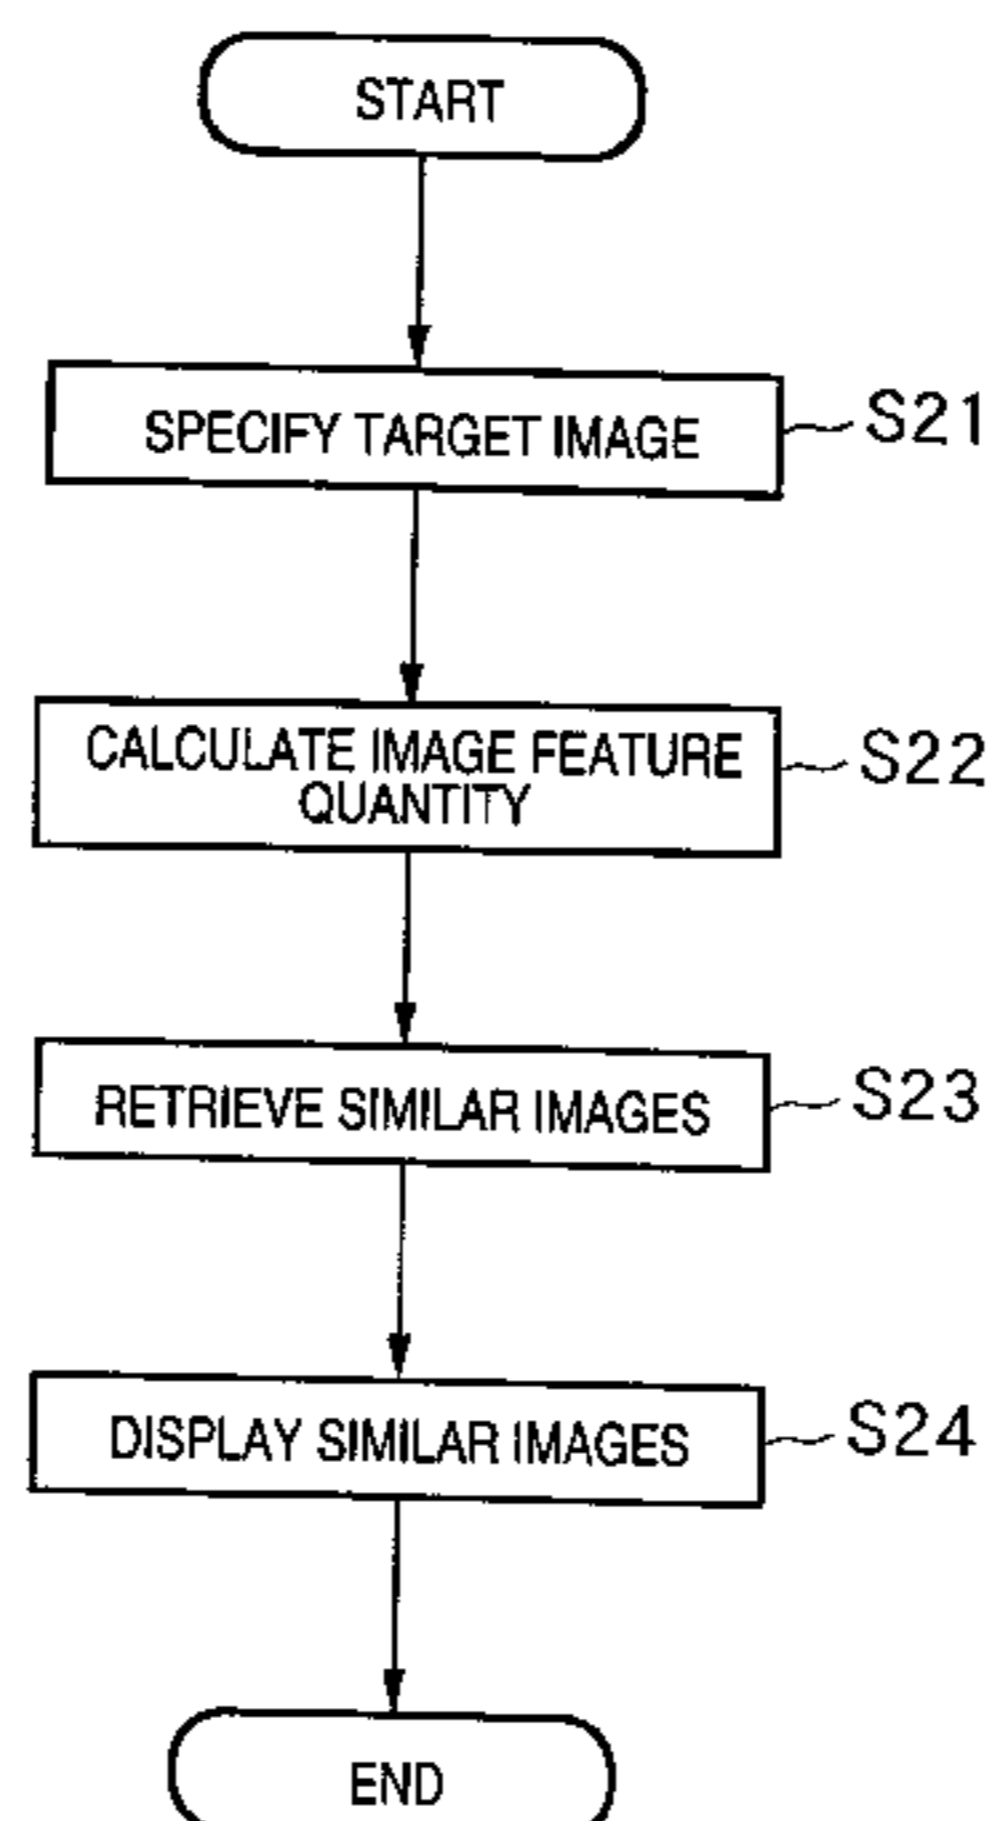 START
SPECIFY TARGET IMAGE
S21
CALCULATE IMAGE FEATURE
QUANTITY
S22
RETRIEVE SIMILAR IMAGES
S23
DISPLAY SIMILAR IMAGES
S24
END